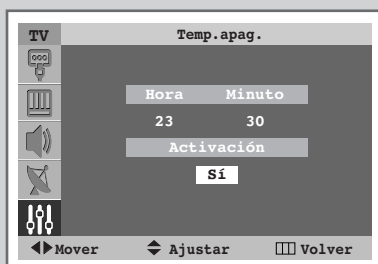 TV Temp.apag.
Hora Minuto
23 30
Activación
Sí
Mover Ajustar Volver